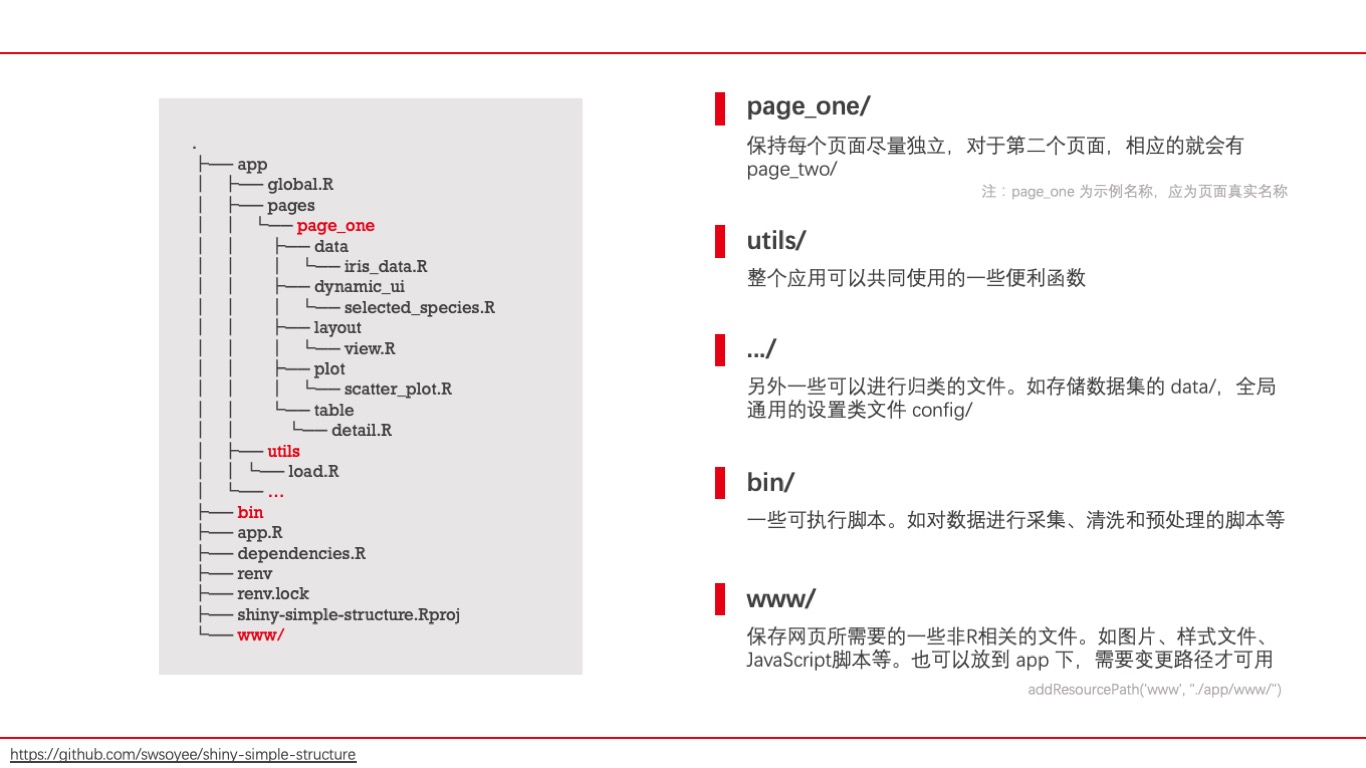 .
├── app
│   ├── global.R
│   ├── pages
│   │   └── page_one
│   │       ├── data
│   │       │   └── iris_data.R
│   │       ├── dynamic_ui
│   │       │   └── selected_species.R
│   │       ├── layout
│   │       │   └── view.R
│   │       ├── plot
│   │       │   └── scatter_plot.R
│   │       └── table
│   │           └── detail.R
│   ├── utils
│   │   └── load.R
│   └── ...
├── bin
├── app.R
├── dependencies.R
├── renv
├── renv.lock
├── shiny-simple-structure.Rproj
└── www/
page_one/
保持每个页面尽量独立，对于第二个页面，相应的就会有
page_two/
注：page_one 为示例名称，应为页面真实名称
utils/
整个应用可以共同使用的一些便利函数
.../
另外一些可以进行归类的文件。如存储数据集的 data/，全局
通用的设置类文件 config/
bin/
一些可执行脚本。如对数据进行采集、清洗和预处理的脚本等
www/
保存网页所需要的一些非R相关的文件。如图片、样式文件、
JavaScript脚本等。也可以放到 app 下，需要变更路径才可用
addResourcePath('www', "./app/www/")
https://github.com/swsoyee/shiny-simple-structure